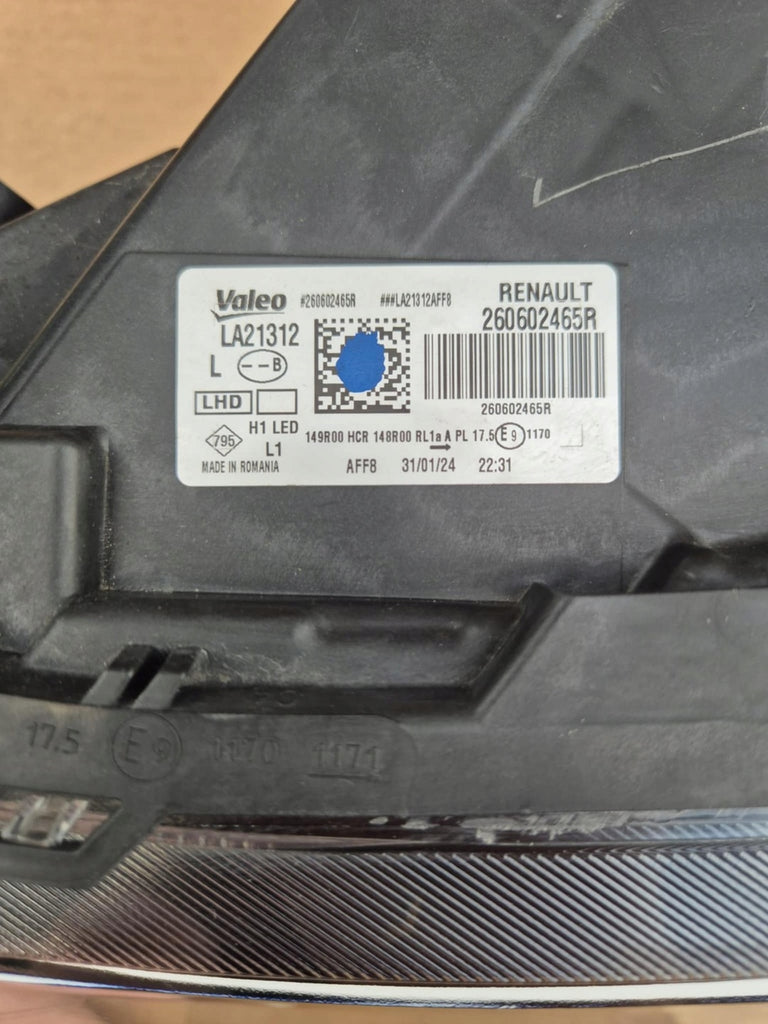 Valeo #260602465R ###LA21312AFF8 RENAULT
LA21312 260602465R
L --B
LHD
260602465R
H1 LED
795 L1 149R00 HCR 148R00 RL1a A PL 17.5 E9 1170
MADE IN ROMANIA AFF8 31/01/24 22:31
17.5 E9 1170 1171